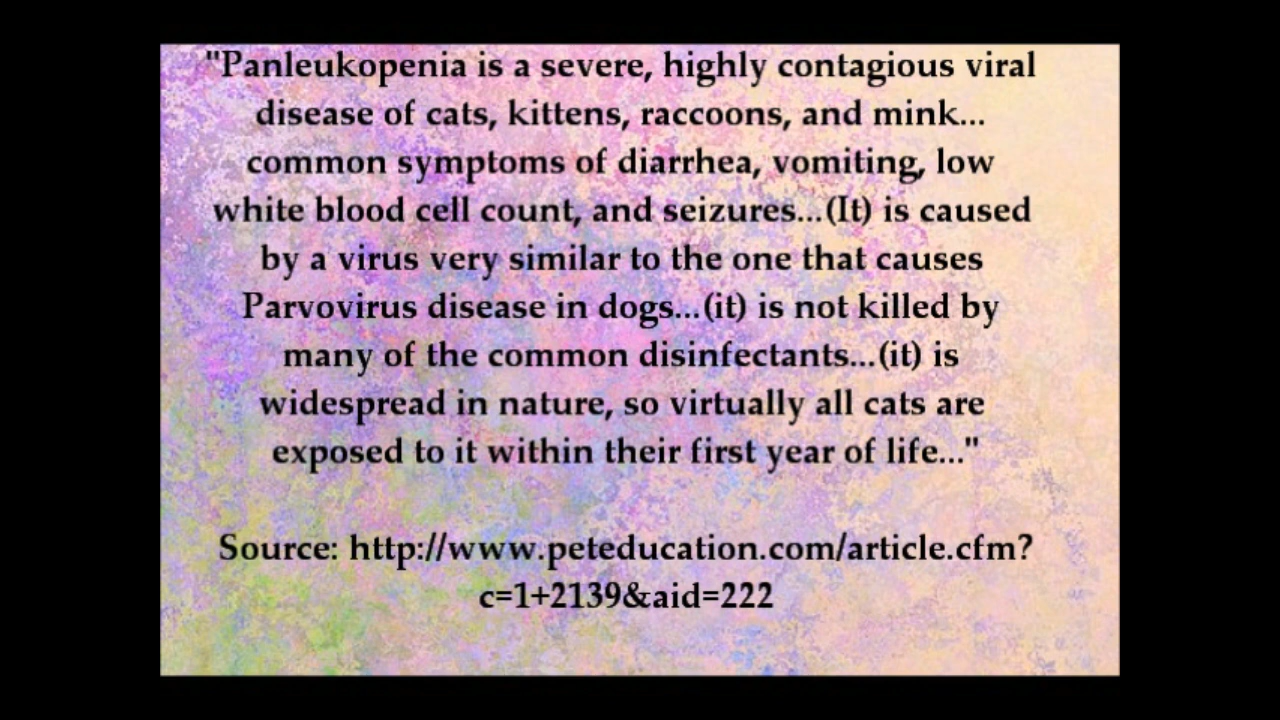 "Panleukopenia is a severe, highly contagious viral
disease of cats, kittens, raccoons, and mink...
common symptoms of diarrhea, vomiting, low
white blood cell count, and seizures...(It) is caused
by a virus very similar to the one that causes
Parvovirus disease in dogs...(it) is not killed by
many of the common disinfectants...(it) is
widespread in nature, so virtually all cats are
exposed to it within their first year of life..."
Source: http://www.peteducation.com/article.cfm?
c=1+2139&aid=222